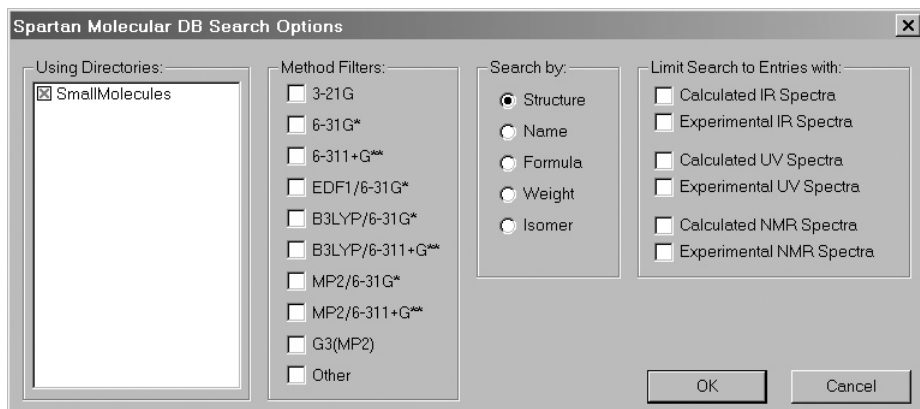 Spartan Molecular DB Search Options
Using Directories:
SmallMolecules
Method Filters:
3-21G
6-31G*
6-311+G**
EDF1/6-31G*
B3LYP/6-31G*
B3LYP/6-311+G**
MP2/6-31G*
MP2/6-311+G**
G3(MP2)
Other
Search by:
Structure
Name
Formula
Weight
Isomer
Limit Search to Entries with:
Calculated IR Spectra
Experimental IR Spectra
Calculated UV Spectra
Experimental UV Spectra
Calculated NMR Spectra
Experimental NMR Spectra
OK
Cancel